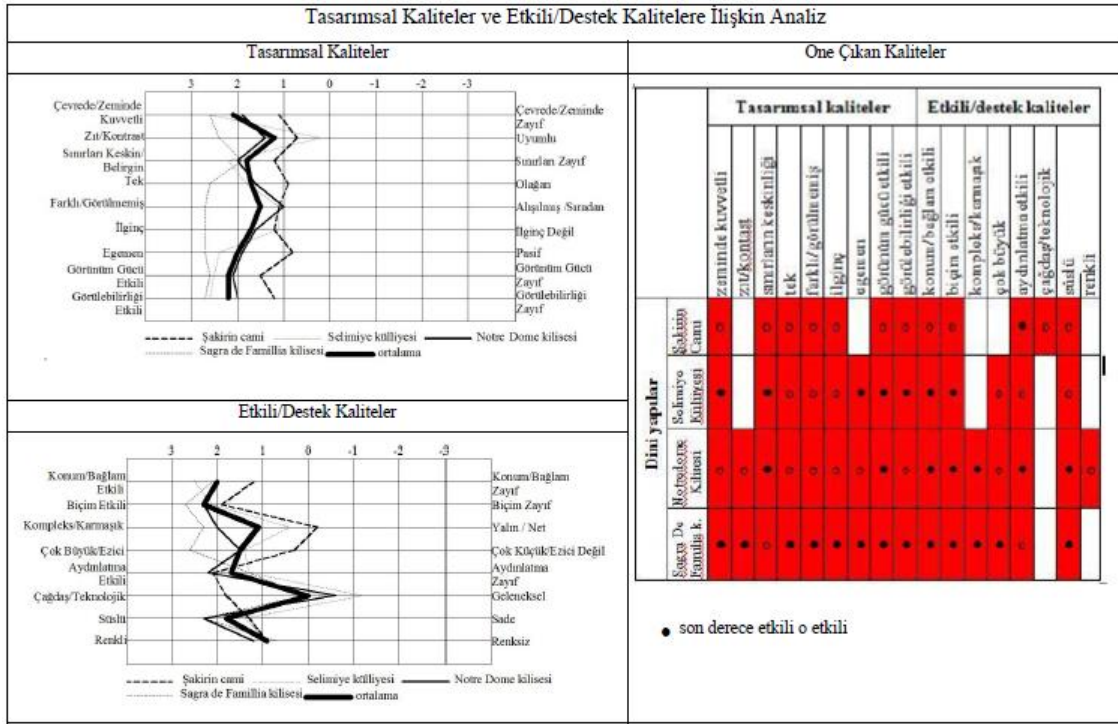 Tasarımsal Kaliteler ve Etkili/Destek Kalitelere İlişkin Analiz
Tasarımsal Kaliteler
3 2 1 0 -1 -2 -3
Çevrede/Zeminde
Kuvvetli
Zıt/Kontrast
Sınırları Keskin/
Belirgin
Tek
Farklı/Görülmemiş
İlginç
Egemen
Görünüm Gücü
Etkili
Görülebilirliği
Etkili
Çevrede/Zeminde
Zayıf
Uyumlu
Sınırları Zayıf
Olağan
Alışılmış /Sıradan
İlginç Değil
Pasif
Görünüm Gücü
Zayıf
Görülebilirliği
Zayıf
Şakirin cami Selimiye külliyesi Notre Dome kilisesi
Sagra de Famillia kilisesi ortalama
Etkili/Destek Kaliteler
3 2 1 0 -1 -2 -3
Konum/Bağlam
Etkili
Biçim Etkili
Kompleks/Karmaşık
Çok Büyük/Ezici
Aydınlatma
Etkili
Çağdaş/Teknolojik
Süslü
Renkli
Konum/Bağlam
Zayıf
Biçim Zayıf
Yalın / Net
Çok Küçük/Ezici Değil
Aydınlatma
Zayıf
Geleneksel
Sade
Renksiz
Şakirin cami Selimiye külliyesi Notre Dome kilisesi
Sagra de Famillia kilisesi ortalama
One Çıkan Kaliteler
Tasarımsal kaliteler Etkili/destek kaliteler
zeminde kuvvetli
zıt/kontast
sınırların keskinliği
tek
farklı/görülmemiş
ilginç
egemen
görünüm gücü etkili
görülebilirliği etkili
konum/bağlam etkili
biçim etkili
kompleks/karmaşık
çok büyük
aydınlatma etkili
çağdaş/teknolojik
süslü
renkli
Dini yapılar
Şakirin
Cami
Selimiye
Külliyesi
Notredome
Kilisesi
Sagra De
Familia k.
● son derece etkili o etkili